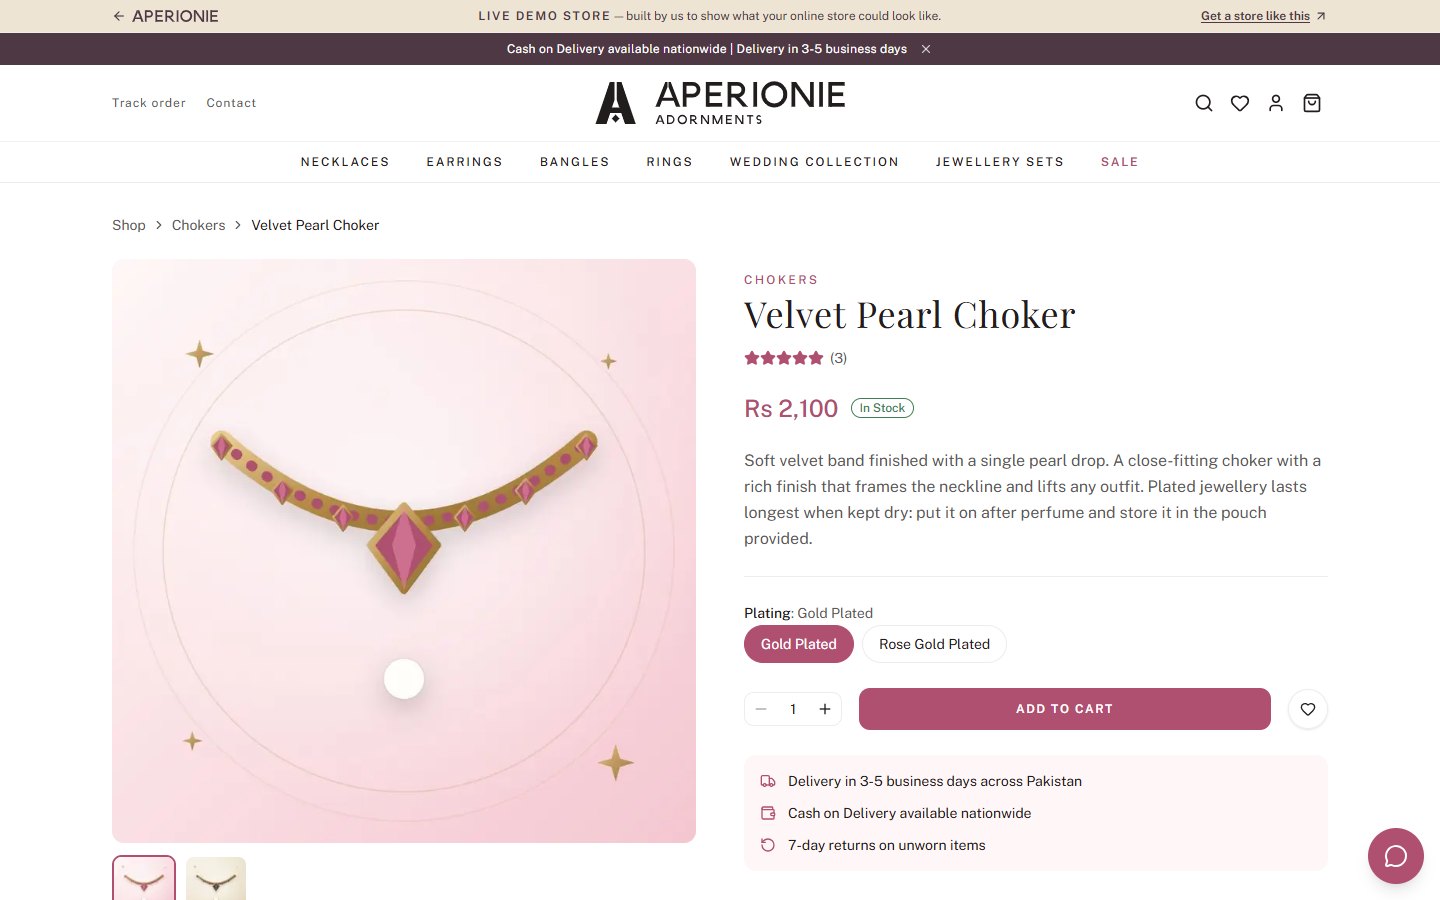 APERIONIE
LIVE DEMO STORE — built by us to show what your online store could look like.
Get a store like this
Cash on Delivery available nationwide | Delivery in 3-5 business days
Track order
Contact
APERIONIE
ADORNMENTS
NECKLACES
EARRINGS
BANGLES
RINGS
WEDDING COLLECTION
JEWELLERY SETS
SALE
Shop > Chokers > Velvet Pearl Choker
CHOKERS
Velvet Pearl Choker
(3)
Rs 2,100
In Stock
Soft velvet band finished with a single pearl drop. A close-fitting choker with a
rich finish that frames the neckline and lifts any outfit. Plated jewellery lasts
longest when kept dry: put it on after perfume and store it in the pouch
provided.
Plating: Gold Plated
Gold Plated
Rose Gold Plated
1
ADD TO CART
Delivery in 3-5 business days across Pakistan
Cash on Delivery available nationwide
7-day returns on unworn items